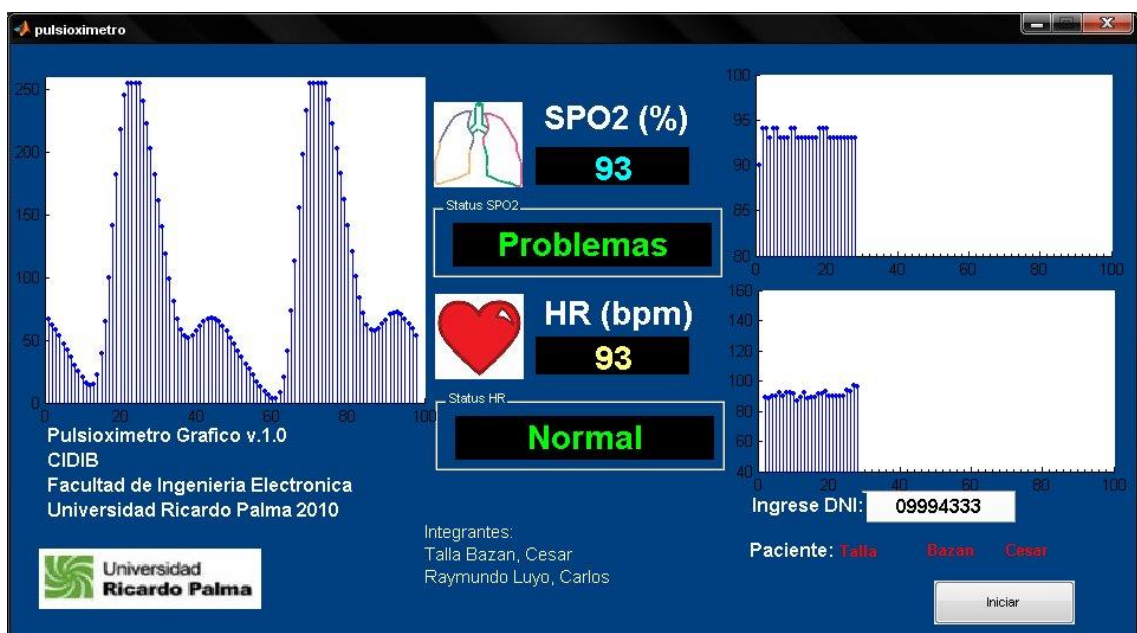 pulsioximetro
250
200
150
100
50
0
0 20 40 60 80 100
SPO2 (%)
93
Status SPO2
Problemas
HR (bpm)
93
Status HR
Normal
100
95
90
85
80
0 20 40 60 80 100
160
140
120
100
80
60
40
0 20 40 60 80 100
Pulsioximetro Grafico v.1.0
CIDIB
Facultad de Ingenieria Electronica
Universidad Ricardo Palma 2010
Universidad
Ricardo Palma
Integrantes:
Talla Bazan, Cesar
Raymundo Luyo, Carlos
Ingrese DNI: 09994333
Paciente: Talla Bazan Cesar
Iniciar